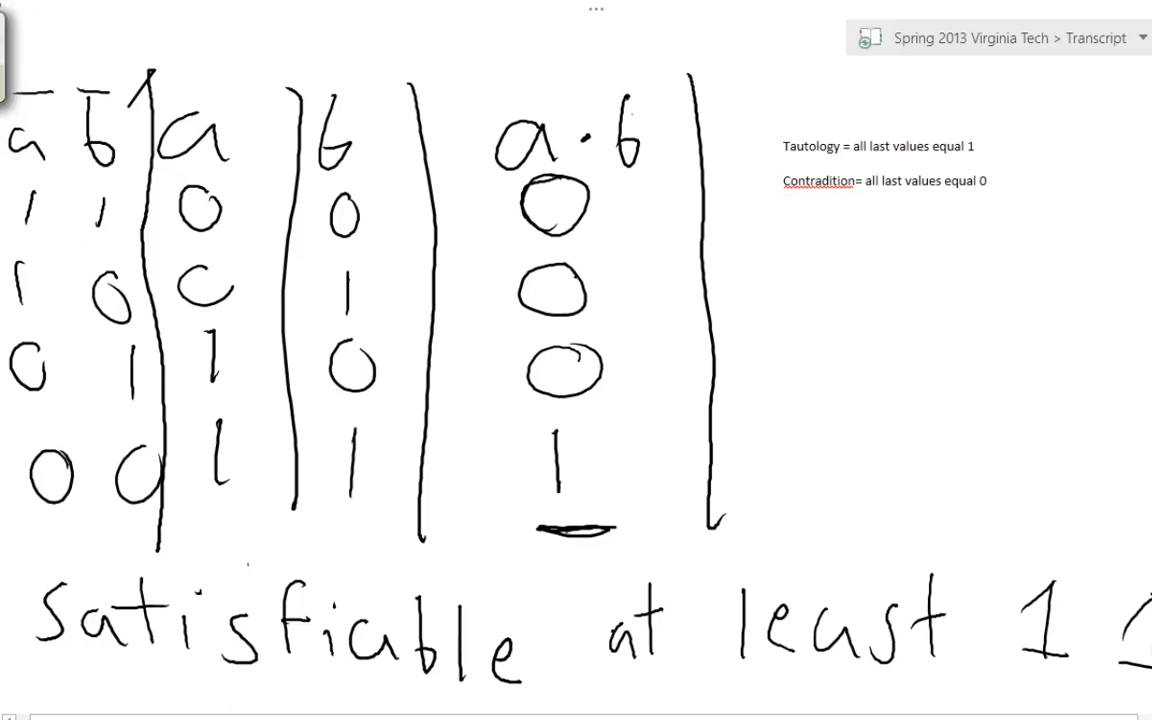 Spring 2013 Virginia Tech > Transcript
a̅ b̅ a b a·b
1 1 0 0 0
1 0 0 1 0
0 1 1 0 0
0 0 1 1 1
Tautology = all last values equal 1
Contradition= all last values equal 0
Satisfiable at least 1